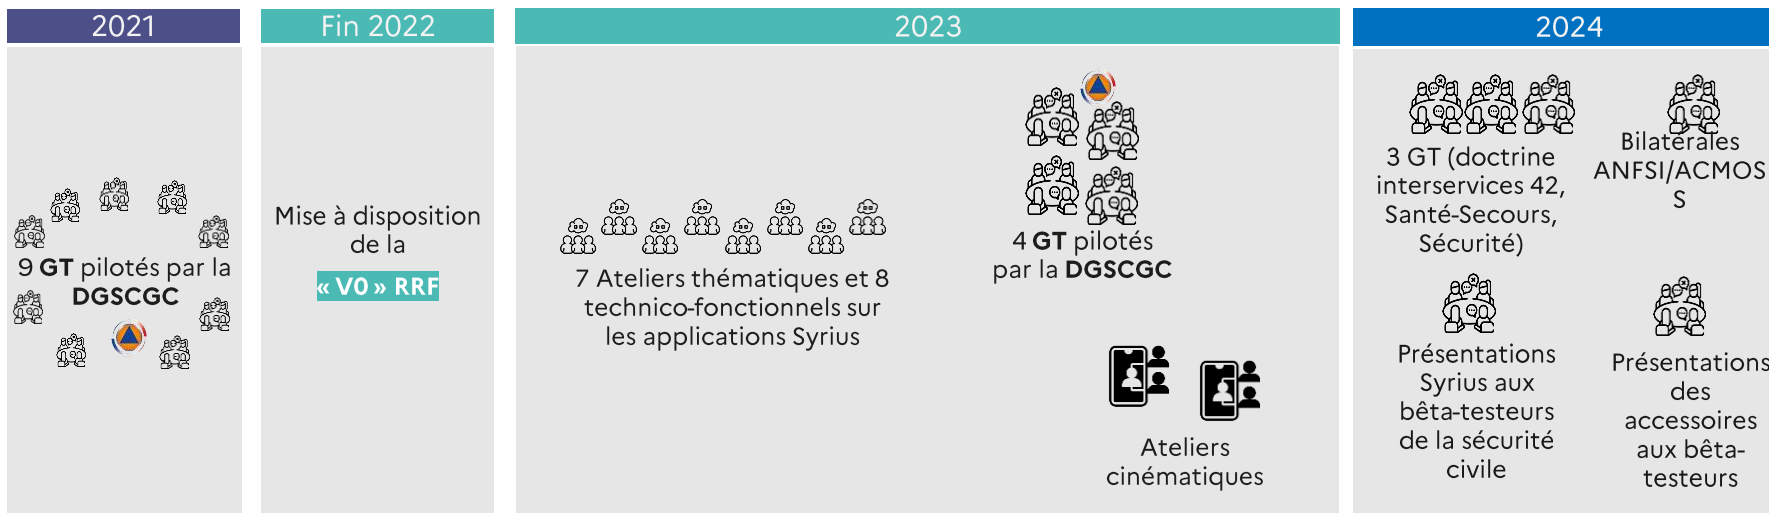 2021
9 GT pilotés par la
DGSCGC
Fin 2022
Mise à disposition
de la
« V0 » RRF
2023
7 Ateliers thématiques et 8
technico-fonctionnels sur
les applications Syrius
4 GT pilotés
par la DGSCGC
Ateliers
cinématiques
2024
3 GT (doctrine
interservices 42,
Santé-Secours,
Sécurité)
Bilatérales
ANFSI/ACMOS
S
Présentations
Syrius aux
bêta-testeurs
de la sécurité
civile
Présentations
des
accessoires
aux bêta-
testeurs